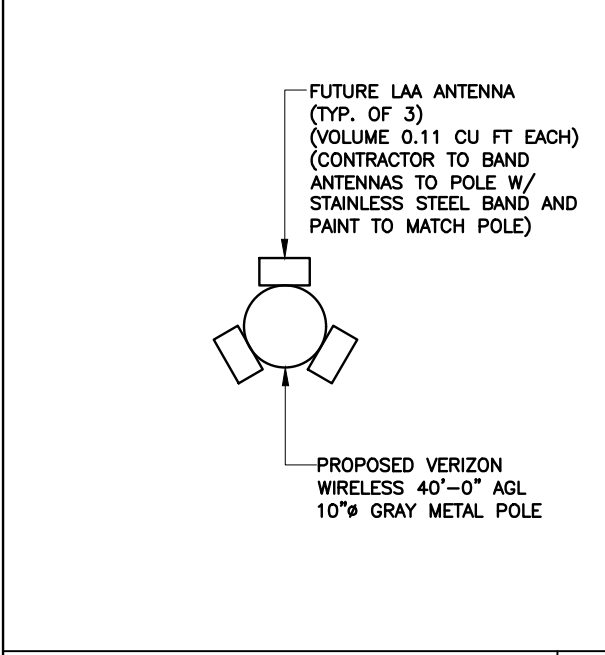 FUTURE LAA ANTENNA
(TYP. OF 3)
(VOLUME 0.11 CU FT EACH)
(CONTRACTOR TO BAND
ANTENNAS TO POLE W/
STAINLESS STEEL BAND AND
PAINT TO MATCH POLE)
PROPOSED VERIZON
WIRELESS 40'-0" AGL
10"ø GRAY METAL POLE